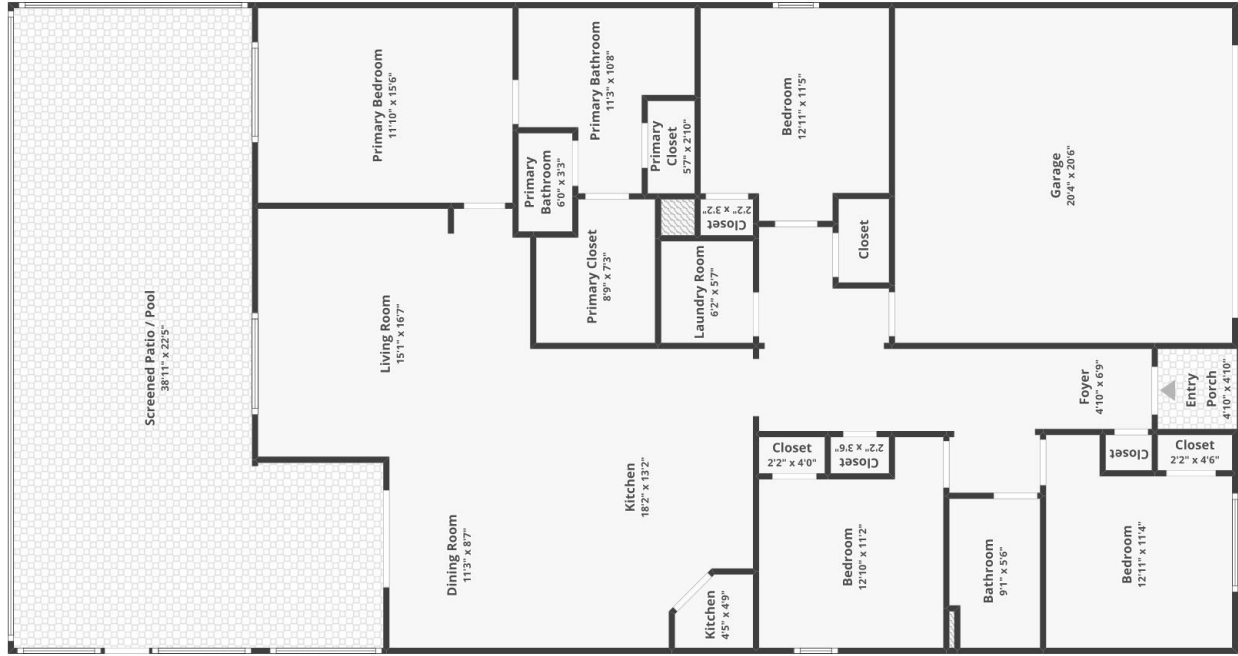 Screened Patio / Pool
38'11" x 22'5"
Primary Bedroom
11'10" x 15'6"
Primary Bathroom
11'3" x 10'8"
Primary
Bathroom
6'0" x 3'3"
Primary
Closet
5'7" x 2'10"
Bedroom
12'11" x 11'5"
Closet
2'2" x 3'2"
Closet
Garage
20'4" x 20'6"
Living Room
15'1" x 16'7"
Primary Closet
8'9" x 7'3"
Laundry Room
6'2" x 5'7"
Foyer
4'10" x 6'9"
Entry
Porch
4'10" x 4'10"
Dining Room
11'3" x 8'7"
Kitchen
18'2" x 13'2"
Kitchen
4'5" x 4'9"
Closet
2'2" x 4'0"
Closet
2'2" x 3'6"
Bedroom
12'10" x 11'2"
Bathroom
9'1" x 5'6"
Closet
Closet
2'2" x 4'6"
Bedroom
12'11" x 11'4"